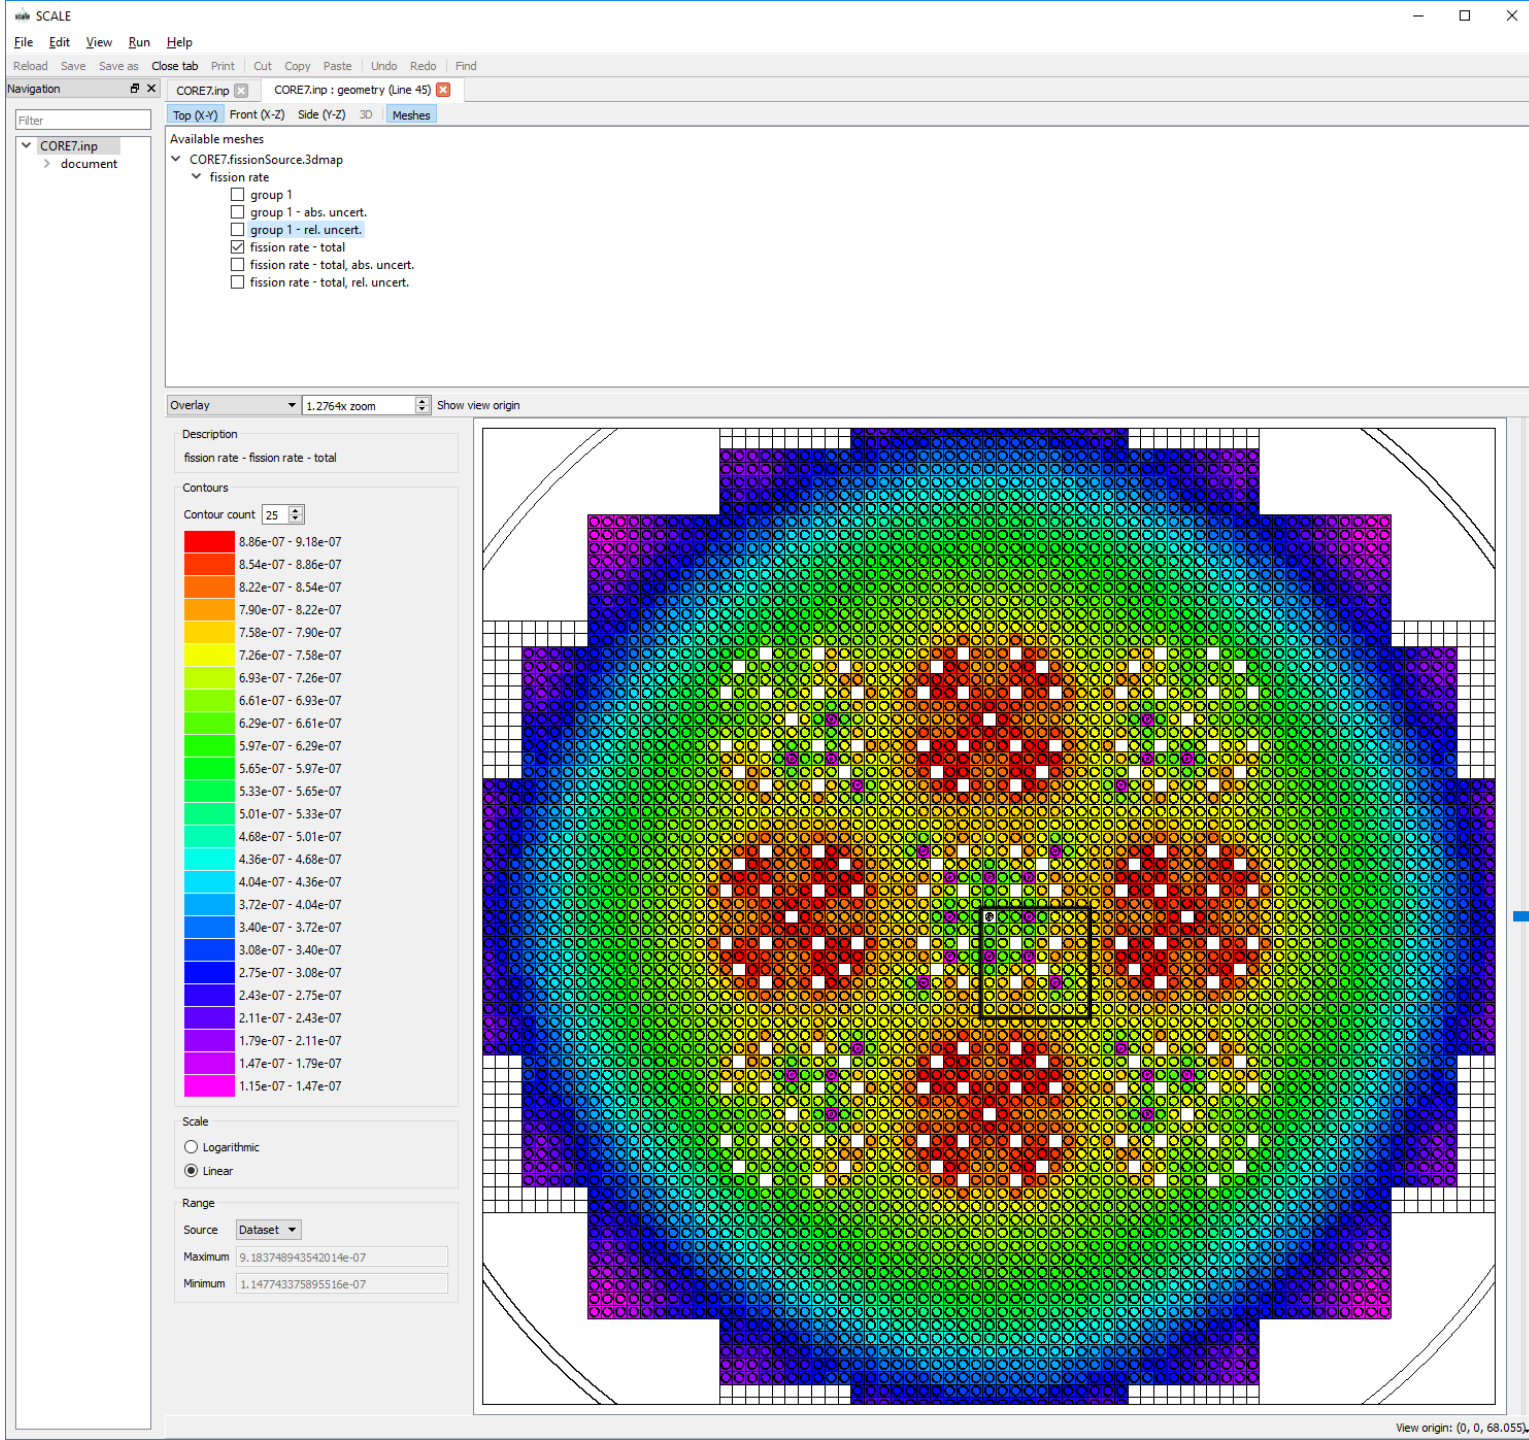 SCALE
File Edit View Run Help
Reload Save Save as Close tab Print Cut Copy Paste Undo Redo Find
Navigation
CORE7.inp
CORE7.inp : geometry (Line 45)
Filter
CORE7.inp
document
Top (X-Y) Front (X-Z) Side (Y-Z) 3D Meshes
Available meshes
CORE7.fissionSource.3dmap
fission rate
group 1
group 1 - abs. uncert.
group 1 - rel. uncert.
fission rate - total
fission rate - total, abs. uncert.
fission rate - total, rel. uncert.
Overlay 1.2764x zoom Show view origin
Description
fission rate - fission rate - total
Contours
Contour count 25
8.86e-07 - 9.18e-07
8.54e-07 - 8.86e-07
8.22e-07 - 8.54e-07
7.90e-07 - 8.22e-07
7.58e-07 - 7.90e-07
7.26e-07 - 7.58e-07
6.93e-07 - 7.26e-07
6.61e-07 - 6.93e-07
6.29e-07 - 6.61e-07
5.97e-07 - 6.29e-07
5.65e-07 - 5.97e-07
5.33e-07 - 5.65e-07
5.01e-07 - 5.33e-07
4.68e-07 - 5.01e-07
4.36e-07 - 4.68e-07
4.04e-07 - 4.36e-07
3.72e-07 - 4.04e-07
3.40e-07 - 3.72e-07
3.08e-07 - 3.40e-07
2.75e-07 - 3.08e-07
2.43e-07 - 2.75e-07
2.11e-07 - 2.43e-07
1.79e-07 - 2.11e-07
1.47e-07 - 1.79e-07
1.15e-07 - 1.47e-07
Scale
Logarithmic
Linear
Range
Source Dataset
Maximum 9.183748943542014e-07
Minimum 1.147743375895516e-07
View origin: (0, 0, 68.055)